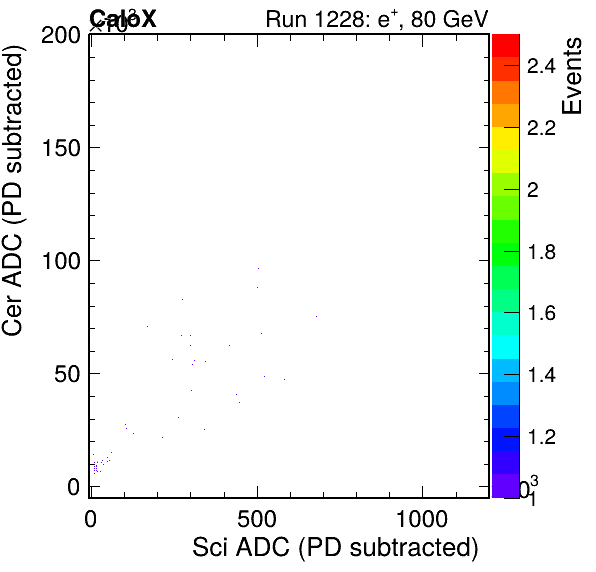 CaloX ×10³ Run 1228: e⁺, 80 GeV
Cer ADC (PD subtracted)
200
150
100
50
0
0 500 1000
Sci ADC (PD subtracted)
Events
2.4
2.2
2
1.8
1.6
1.4
1.2
1